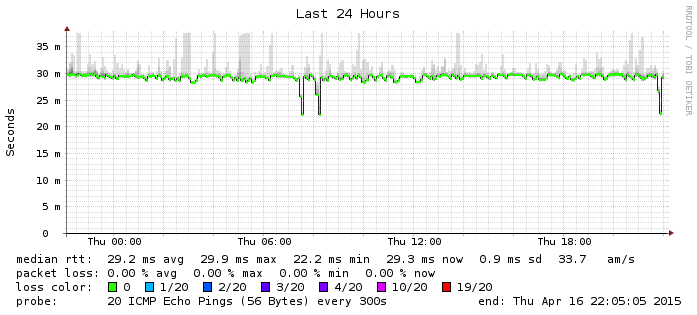 Last 24 Hours
RRDTOOL / TOBI OETIKER
Seconds
35 m
30 m
25 m
20 m
15 m
10 m
5 m
0
Thu 00:00 Thu 06:00 Thu 12:00 Thu 18:00
median rtt: 29.2 ms avg 29.9 ms max 22.2 ms min 29.3 ms now 0.9 ms sd 33.7 am/s
packet loss: 0.00 % avg 0.00 % max 0.00 % min 0.00 % now
loss color: 0 1/20 2/20 3/20 4/20 10/20 19/20
probe: 20 ICMP Echo Pings (56 Bytes) every 300s end: Thu Apr 16 22:05:05 2015